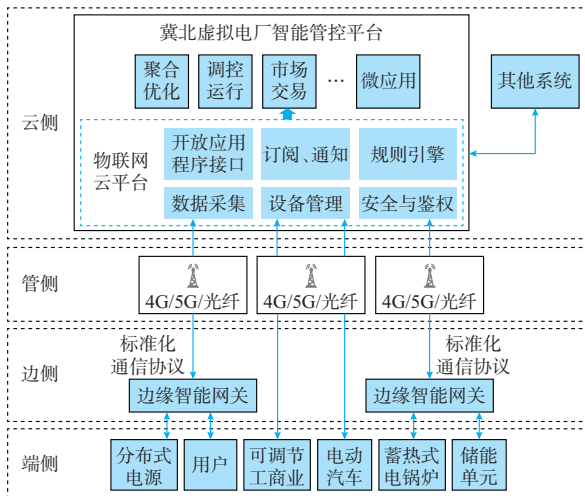 冀北虚拟电厂智能管控平台
聚合
优化
调控
运行
市场
交易
…
微应用
其他系统
云侧
物联网
云平台
开放应用
程序接口
订阅、通知
规则引擎
数据采集
设备管理
安全与鉴权
管侧
4G/5G/光纤
4G/5G/光纤
4G/5G/光纤
边侧
标准化
通信协议
标准化
通信协议
边缘智能网关
边缘智能网关
端侧
分布式
电源
用户
可调节
工商业
电动
汽车
蓄热式
电锅炉
储能
单元